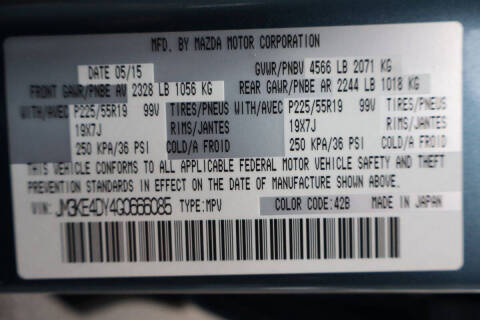 MFD. BY MAZDA MOTOR CORPORATION
DATE 05/15 GVWR/PNBV 4566 LB 2071 KG
FRONT GAWR/PNBE AV 2328 LB 1056 KG REAR GAWR/PNBE AR 2244 LB 1018 KG
WITH/AVEC P225/55R19 99V TIRES/PNEUS P225/55R19 99V
19X7J RIMS/JANTES 19X7J
250 KPA/36 PSI COLD/A FROID 250 KPA/36 PSI
WITH/AVEC TIRES/PNEUS
RIMS/JANTES
COLD/A FROID
THIS VEHICLE CONFORMS TO ALL APPLICABLE FEDERAL MOTOR VEHICLE SAFETY AND THEFT
PREVENTION STANDARDS IN EFFECT ON THE DATE OF MANUFACTURE SHOWN ABOVE.
VIN: JM3KE4DY4G0666085 TYPE:MPV COLOR CODE:42B MADE IN JAPAN